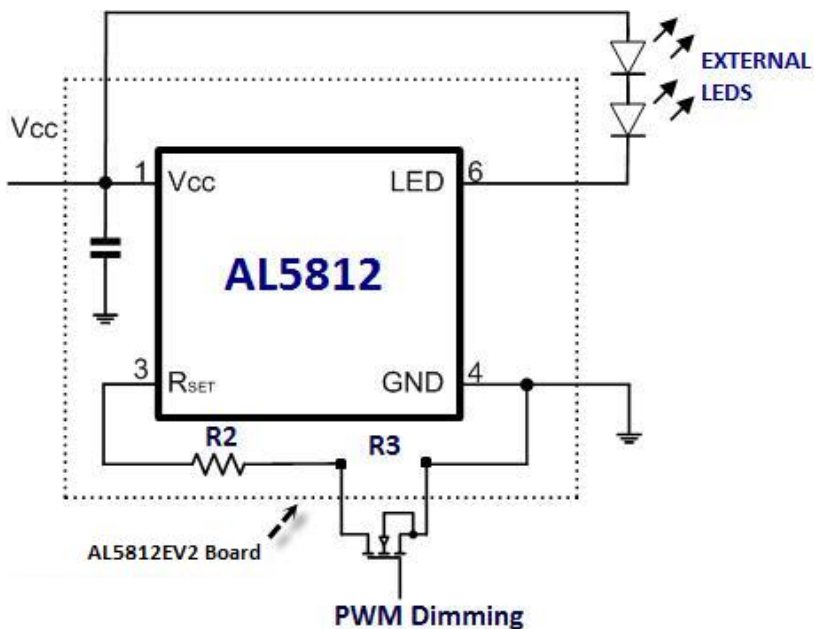 EXTERNAL
LEDS
Vcc
1
Vcc
LED
6
AL5812
3
RSET
GND
4
R2
R3
AL5812EV2 Board
PWM Dimming